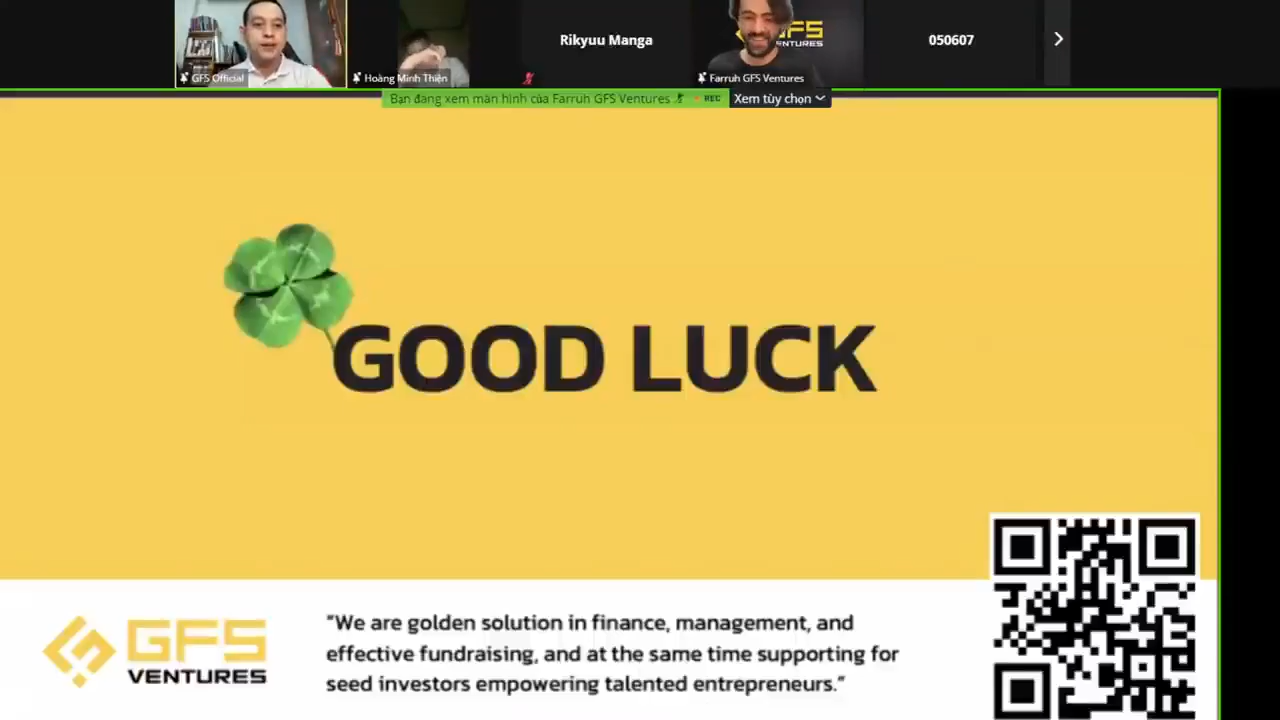 GFS
VENTURES
Rikyuu Manga
050607
GFS Official
Hoàng Minh Thiện
Farruh GFS Ventures
Bạn đang xem màn hình của Farruh GFS Ventures
REC
Xem tùy chọn
GOOD LUCK
GFS
VENTURES
"We are golden solution in finance, management, and
effective fundraising, and at the same time supporting for
seed investors empowering talented entrepreneurs."